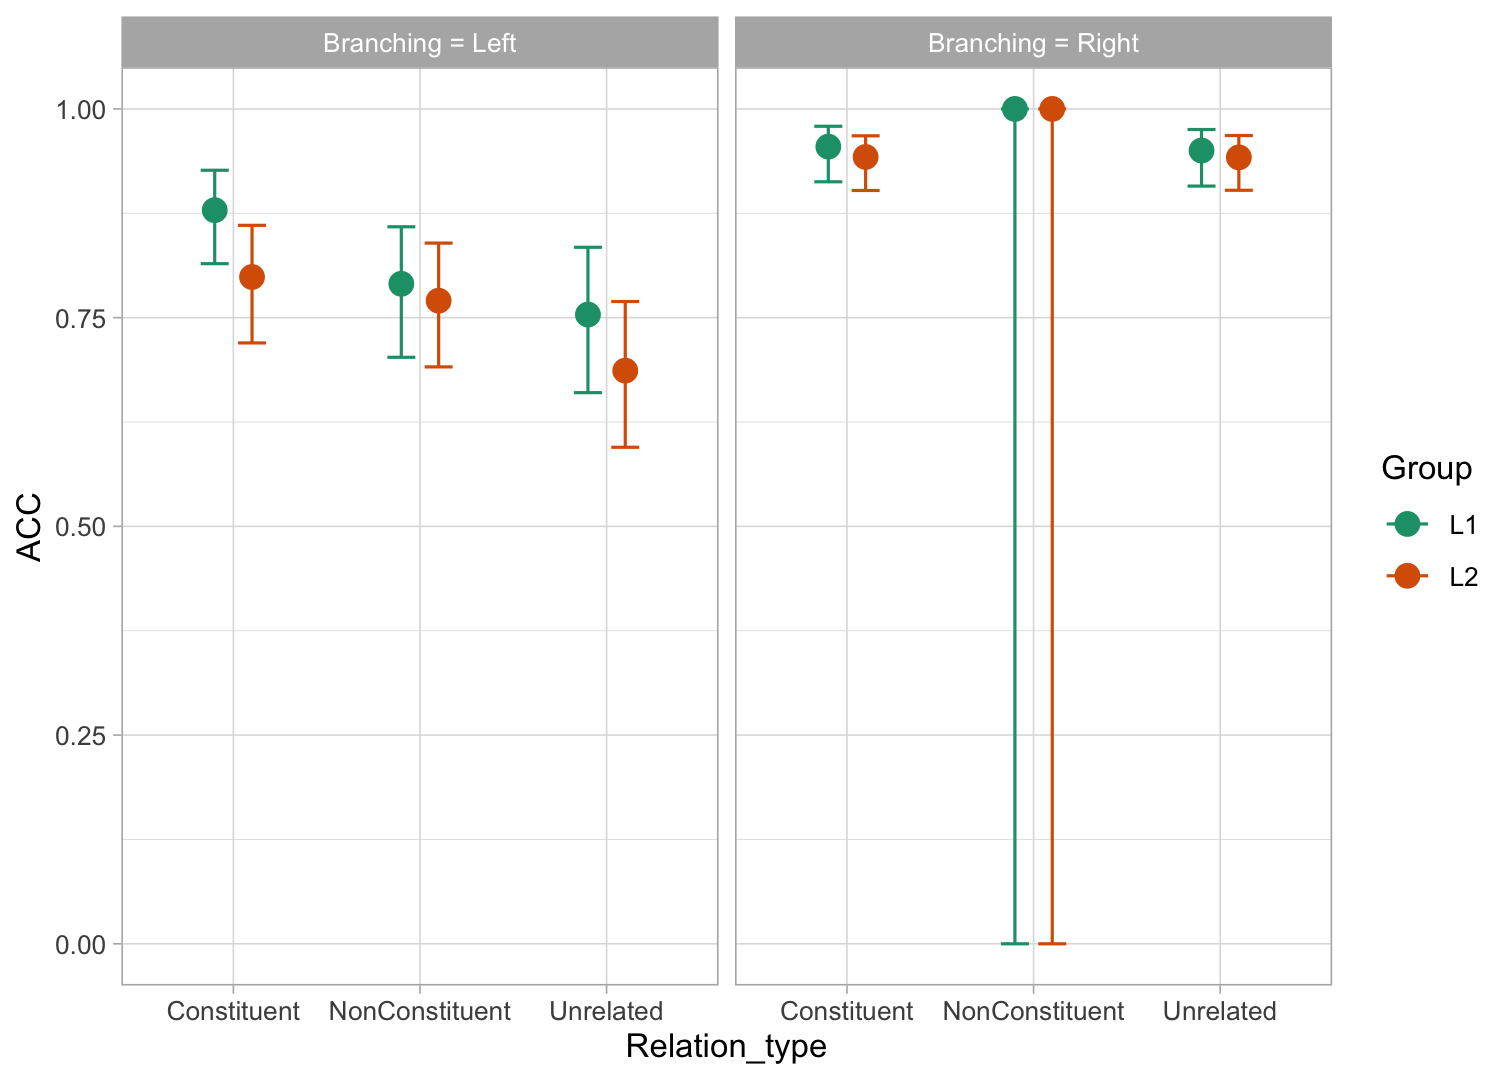 Branching = Left
Branching = Right
1.00
0.75
0.50
0.25
0.00
ACC
Constituent NonConstituent Unrelated
Constituent NonConstituent Unrelated
Relation_type
Group
L1
L2